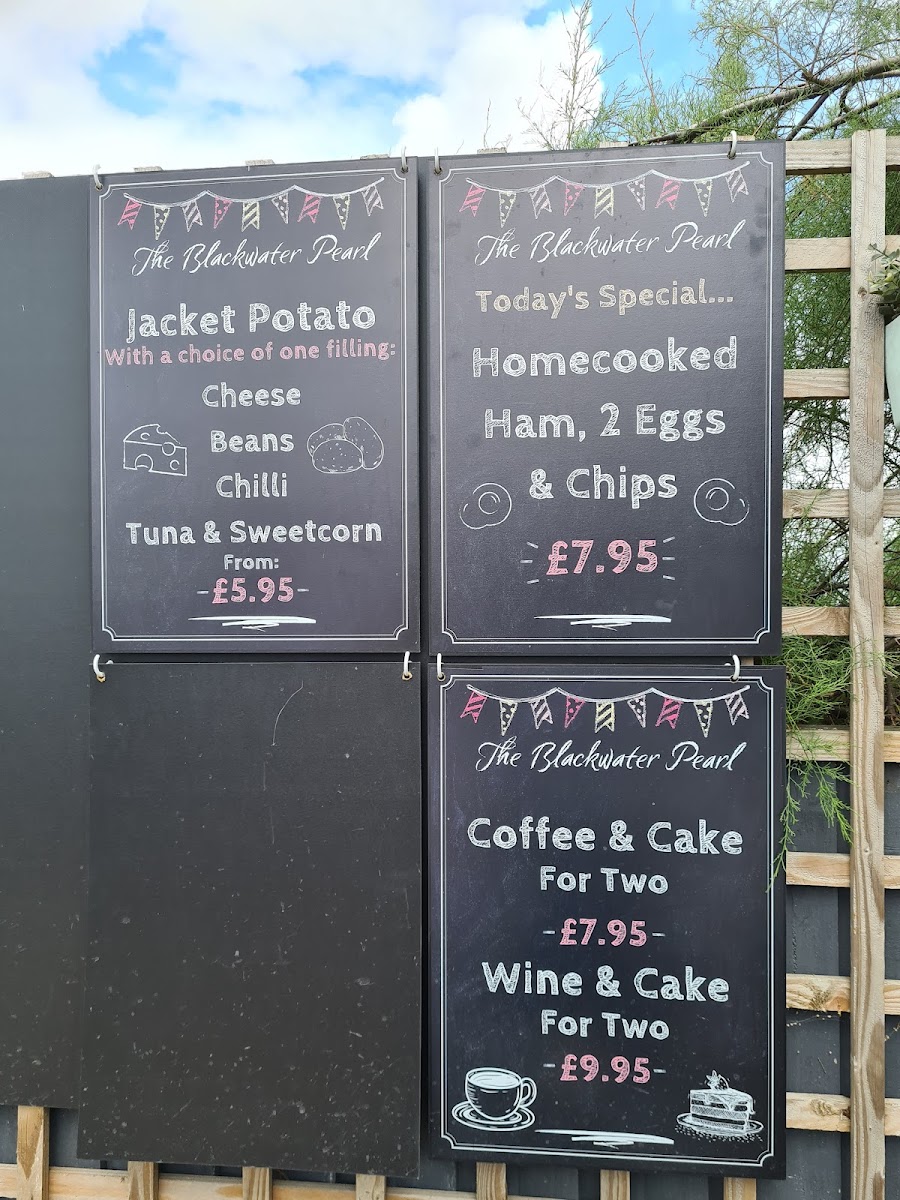 The Blackwater Pearl
Jacket Potato
With a choice of one filling:
Cheese
Beans
Chilli
Tuna & Sweetcorn
From:
-£5.95-
The Blackwater Pearl
Today's Special...
Homecooked
Ham, 2 Eggs
& Chips
£7.95
The Blackwater Pearl
Coffee & Cake
For Two
-£7.95-
Wine & Cake
For Two
-£9.95-